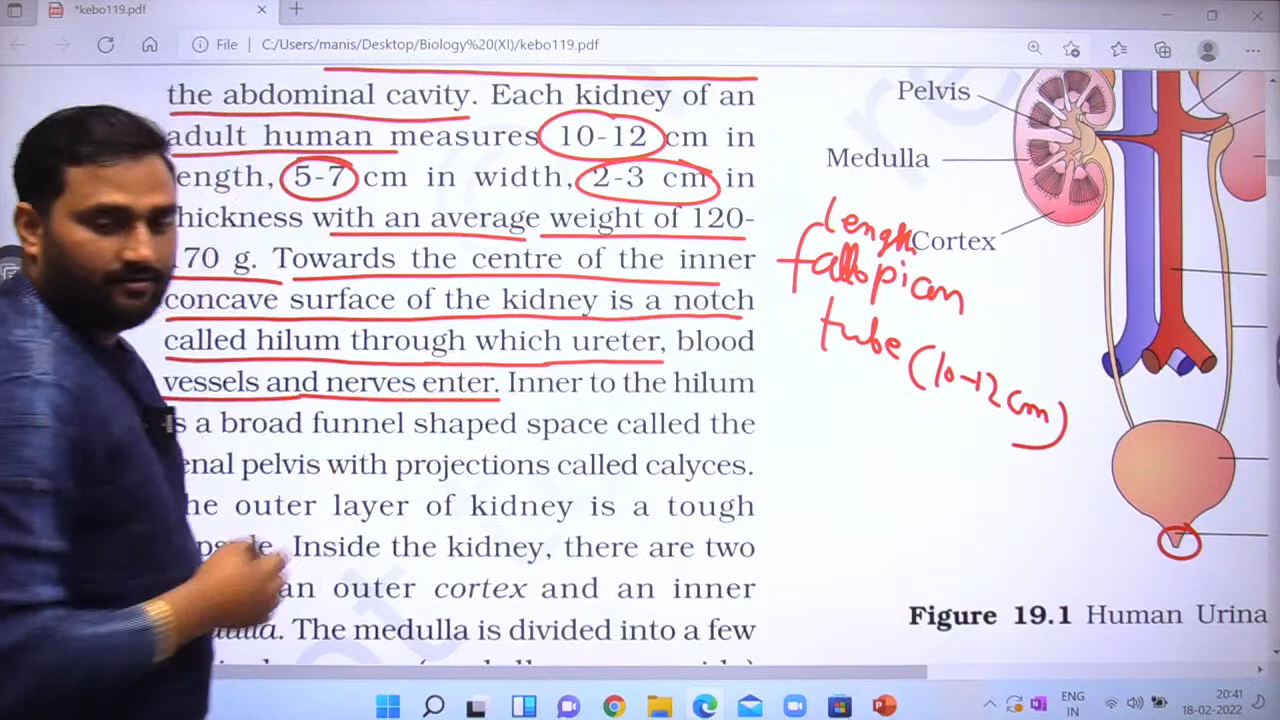 *kebo119.pdf
File
C:/Users/manis/Desktop/Biology%20(XI)/kebo119.pdf
the abdominal cavity. Each kidney of an
adult human measures 10-12 cm in
length, 5-7 cm in width, 2-3 cm in
hickness with an average weight of 120-
70 g. Towards the centre of the inner
concave surface of the kidney is a notch
called hilum through which ureter, blood
vessels and nerves enter. Inner to the hilum
is a broad funnel shaped space called the
enal pelvis with projections called calyces.
he outer layer of kidney is a tough
Inside the kidney, there are two
an outer cortex and an inner
The medulla is divided into a few
Pelvis
Medulla
Cortex
length
fallopian
tube (10-12 cm)
Figure 19.1 Human Urina
ENG
IN
20:41
18-02-2022